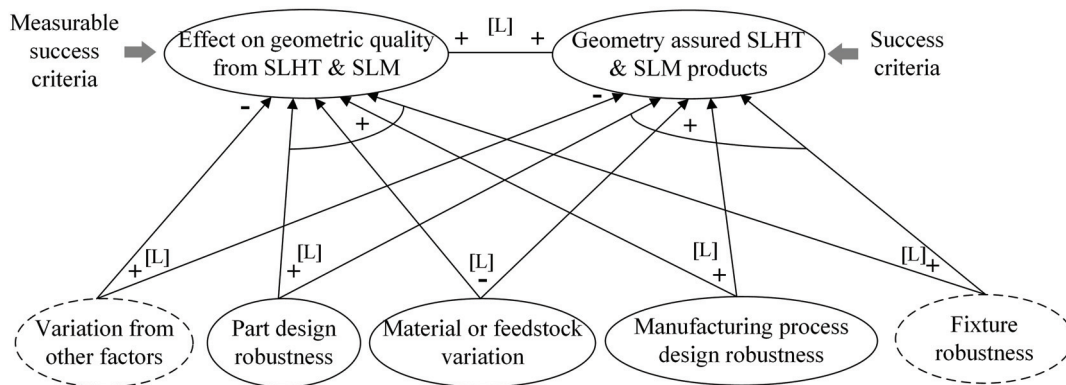 Measurable
success
criteria
Effect on geometric quality
from SLHT & SLM
+ [L] +
Geometry assured SLHT
& SLM products
Success
criteria
-
+
-
+
+ [L]
+ [L]
[L]
-
[L]
+
[L]
+
Variation from
other factors
Part design
robustness
Material or feedstock
variation
Manufacturing process
design robustness
Fixture
robustness